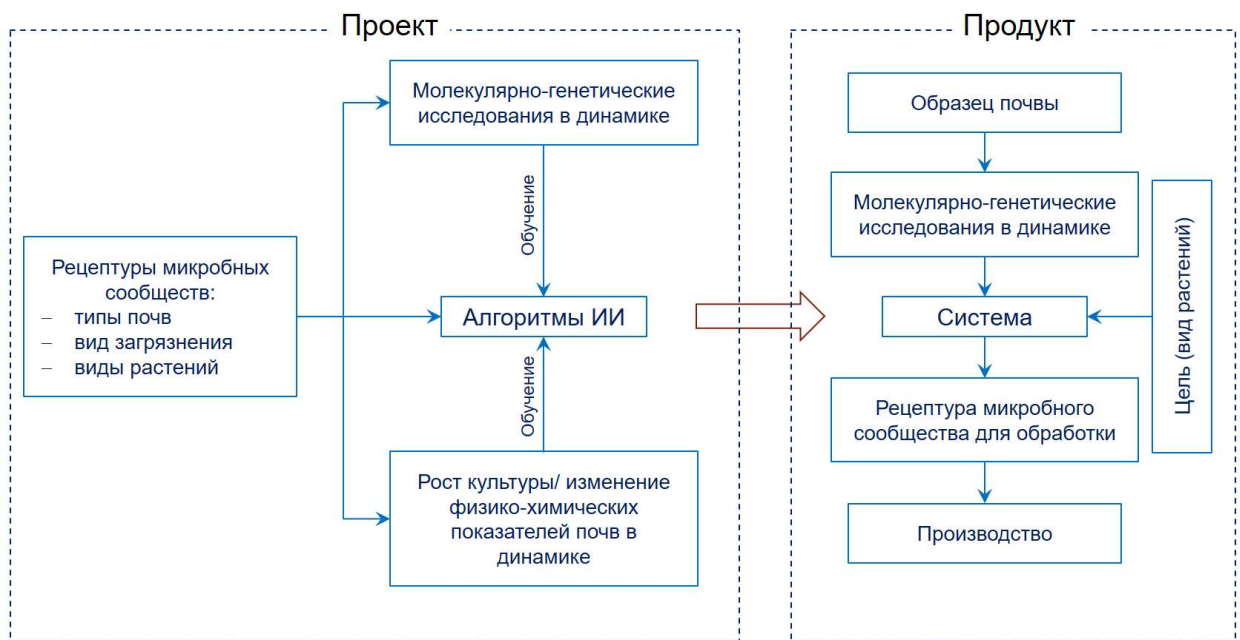 Проект
Молекулярно-генетические
исследования в динамике
Обучение
Рецептуры микробных
сообществ:
– типы почв
– вид загрязнения
– виды растений
Алгоритмы ИИ
Обучение
Рост культуры/ изменение
физико-химических
показателей почв в
динамике
Продукт
Образец почвы
Молекулярно-генетические
исследования в динамике
Система
Цель (вид растений)
Рецептура микробного
сообщества для обработки
Производство